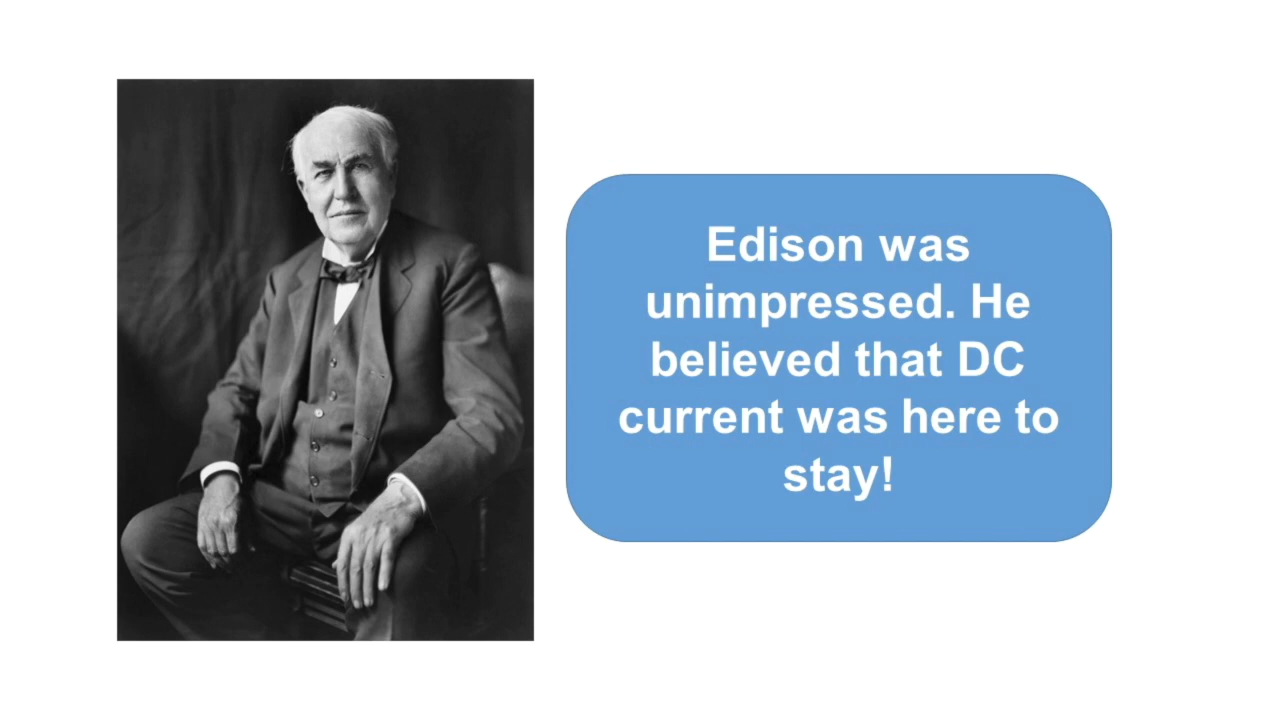 Edison was
unimpressed. He
believed that DC
current was here to
stay!